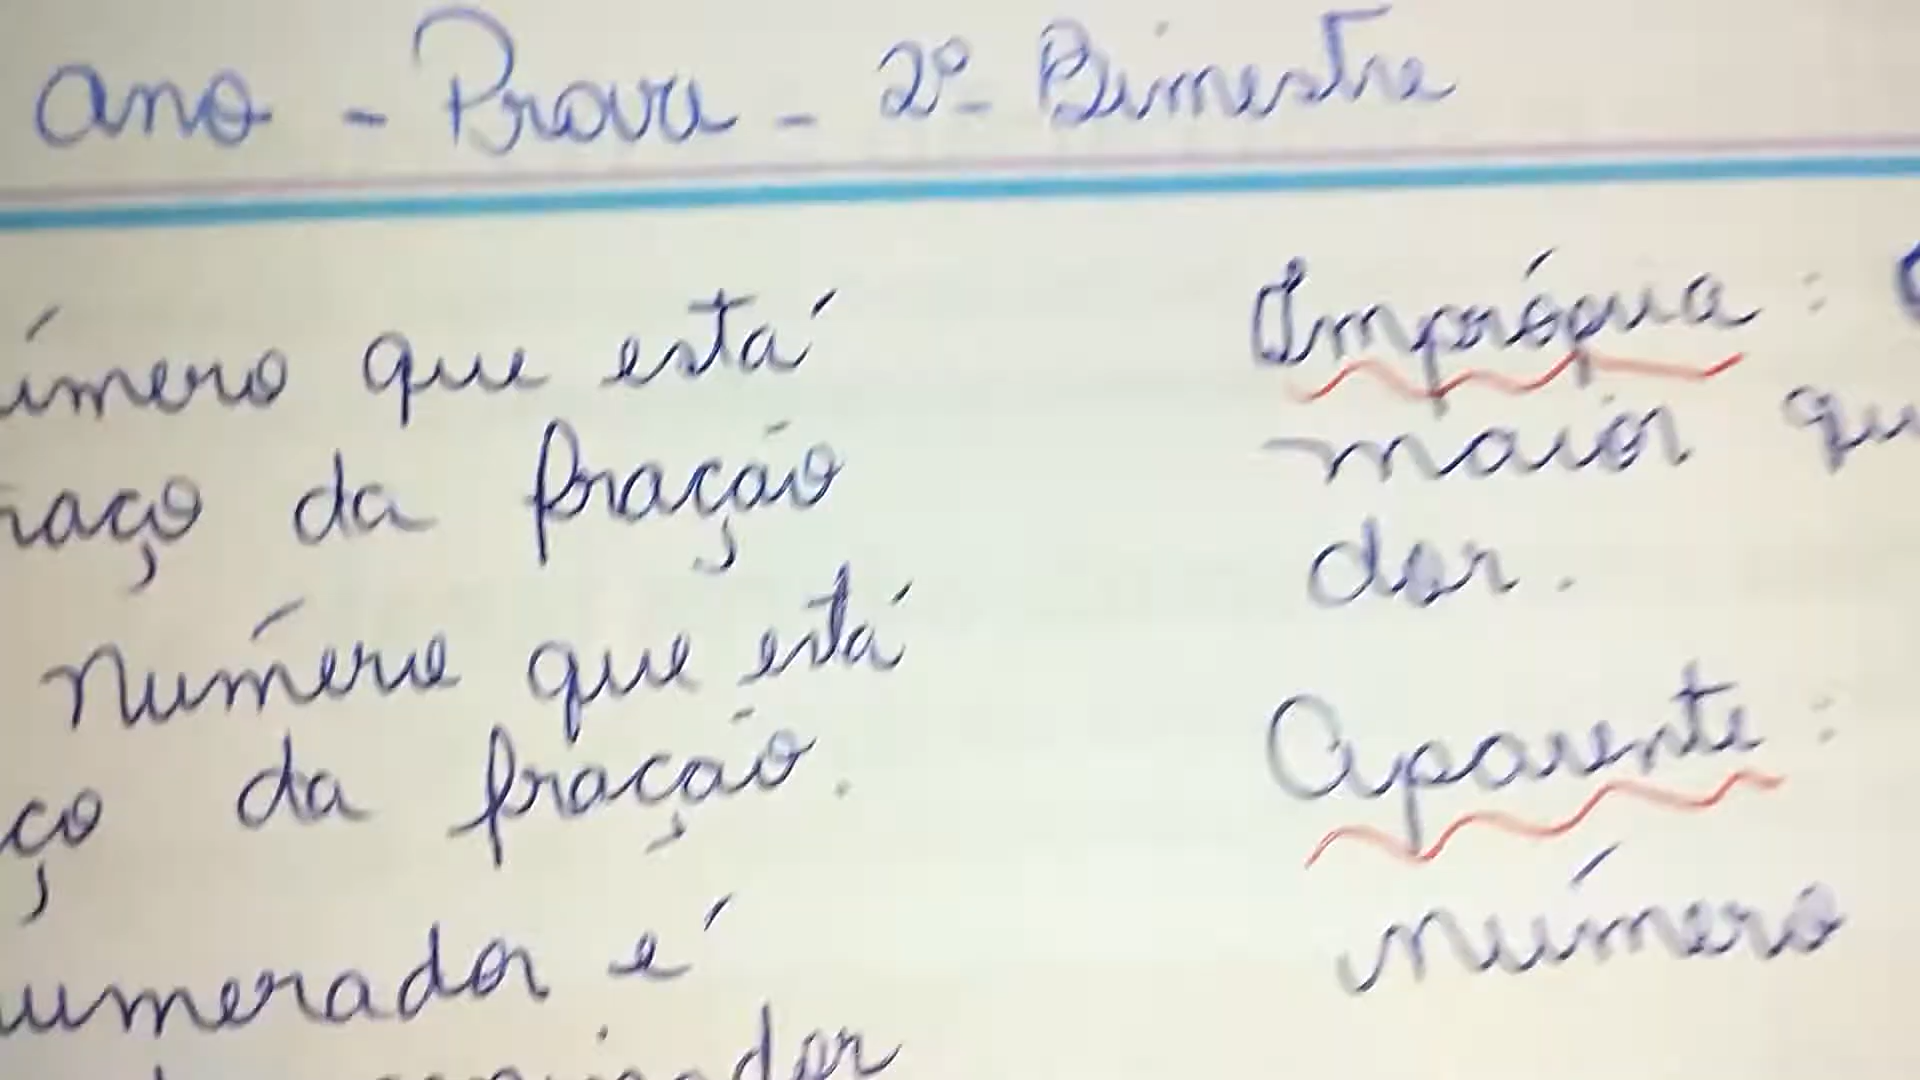 ano - Prova - 2º Bimestre
úmero que está
raço da fração
Número que está
ço da fração.
umerador é
dor
Imprópria:
maior qu
dor.
Aparente:
número